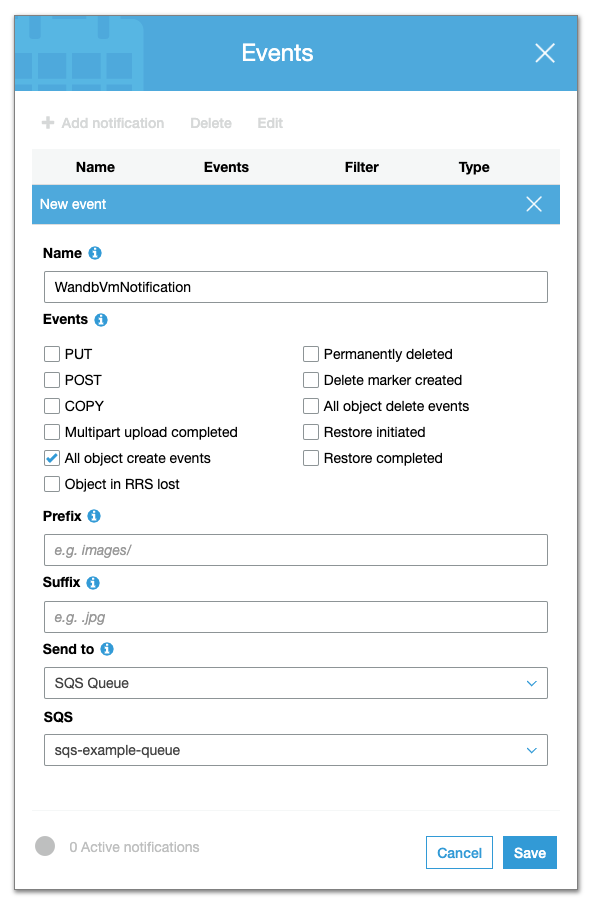 Events
Add notification Delete Edit
Name Events Filter Type
New event
Name
WandbVmNotification
Events
PUT Permanently deleted
POST Delete marker created
COPY All object delete events
Multipart upload completed Restore initiated
All object create events Restore completed
Object in RRS lost
Prefix
e.g. images/
Suffix
e.g. .jpg
Send to
SQS Queue
SQS
sqs-example-queue
0 Active notifications Cancel Save